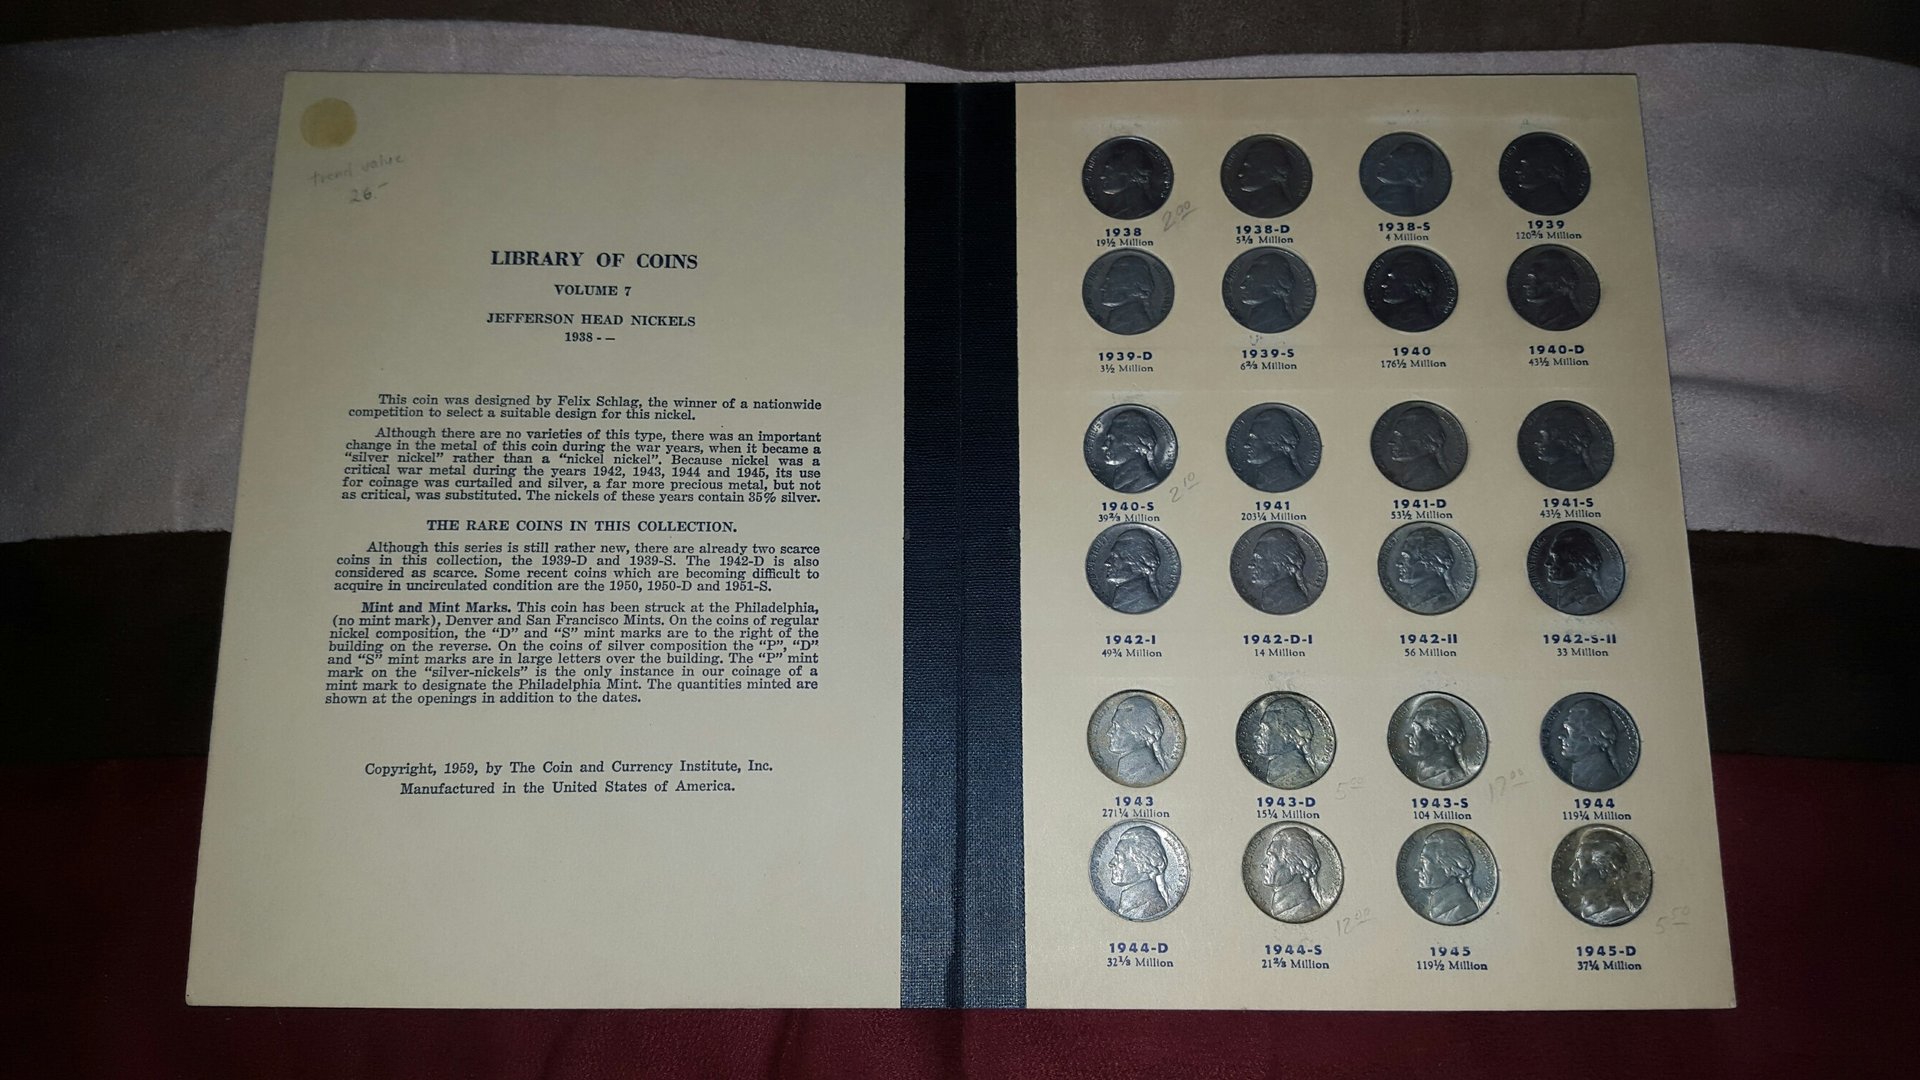 trend value
26.-
LIBRARY OF COINS
VOLUME 7
JEFFERSON HEAD NICKELS
1938 - –
This coin was designed by Felix Schlag, the winner of a nationwide
competition to select a suitable design for this nickel.
Although there are no varieties of this type, there was an important
change in the metal of this coin during the war years, when it became a
“silver nickel” rather than a “nickel nickel”. Because nickel was a
critical war metal during the years 1942, 1943, 1944 and 1945, its use
for coinage was curtailed and silver, a far more precious metal, but not
as critical, was substituted. The nickels of these years contain 35% silver.
THE RARE COINS IN THIS COLLECTION.
Although this series is still rather new, there are already two scarce
coins in this collection, the 1939-D and 1939-S. The 1942-D is also
considered as scarce. Some recent coins which are becoming difficult to
acquire in uncirculated condition are the 1950, 1950-D and 1951-S.
Mint and Mint Marks. This coin has been struck at the Philadelphia,
(no mint mark), Denver and San Francisco Mints. On the coins of regular
nickel composition, the “D” and “S” mint marks are to the right of the
building on the reverse. On the coins of silver composition the “P”, “D”
and “S” mint marks are in large letters over the building. The “P” mint
mark on the “silver-nickels” is the only instance in our coinage of a
mint mark to designate the Philadelphia Mint. The quantities minted are
shown at the openings in addition to the dates.
Copyright, 1959, by The Coin and Currency Institute, Inc.
Manufactured in the United States of America.
1938 2.00 1938-D 1938-S 1939
19½ Million 5⅓ Million 4 Million 120⅔ Million
1939-D 1939-S 1940 1940-D
3½ Million 6⅔ Million 176½ Million 43½ Million
1940-S 2.10 1941 1941-D 1941-S
39⅔ Million 203¼ Million 53½ Million 43½ Million
1942-I 1942-D-I 1942-II 1942-S-II
49¾ Million 14 Million 56 Million 33 Million
1943 1943-D 5.50 1943-S 1944
271¼ Million 15¼ Million 104 Million 119¼ Million
12.00 5.50
1944-D 1944-S 1945 1945-D
32⅓ Million 21⅔ Million 119½ Million 37¼ Million